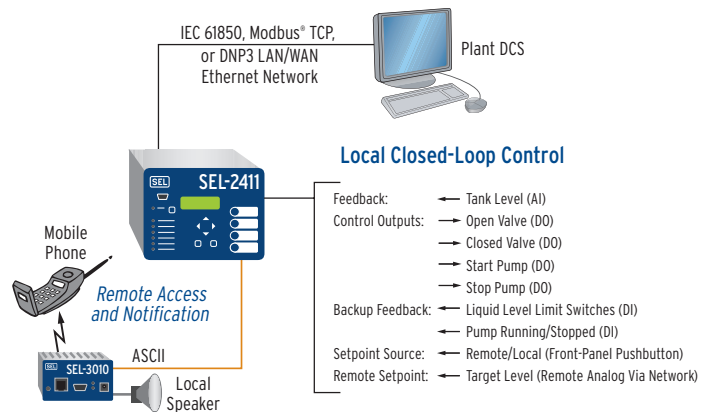 IEC 61850, Modbus® TCP,
or DNP3 LAN/WAN
Ethernet Network
Plant DCS
Local Closed-Loop Control
SEL
SEL-2411
Feedback: Tank Level (AI)
Control Outputs: Open Valve (DO)
Closed Valve (DO)
Start Pump (DO)
Stop Pump (DO)
Backup Feedback: Liquid Level Limit Switches (DI)
Pump Running/Stopped (DI)
Setpoint Source: Remote/Local (Front-Panel Pushbutton)
Remote Setpoint: Target Level (Remote Analog Via Network)
Mobile
Phone
Remote Access
and Notification
ASCII
SEL
SEL-3010
Local
Speaker